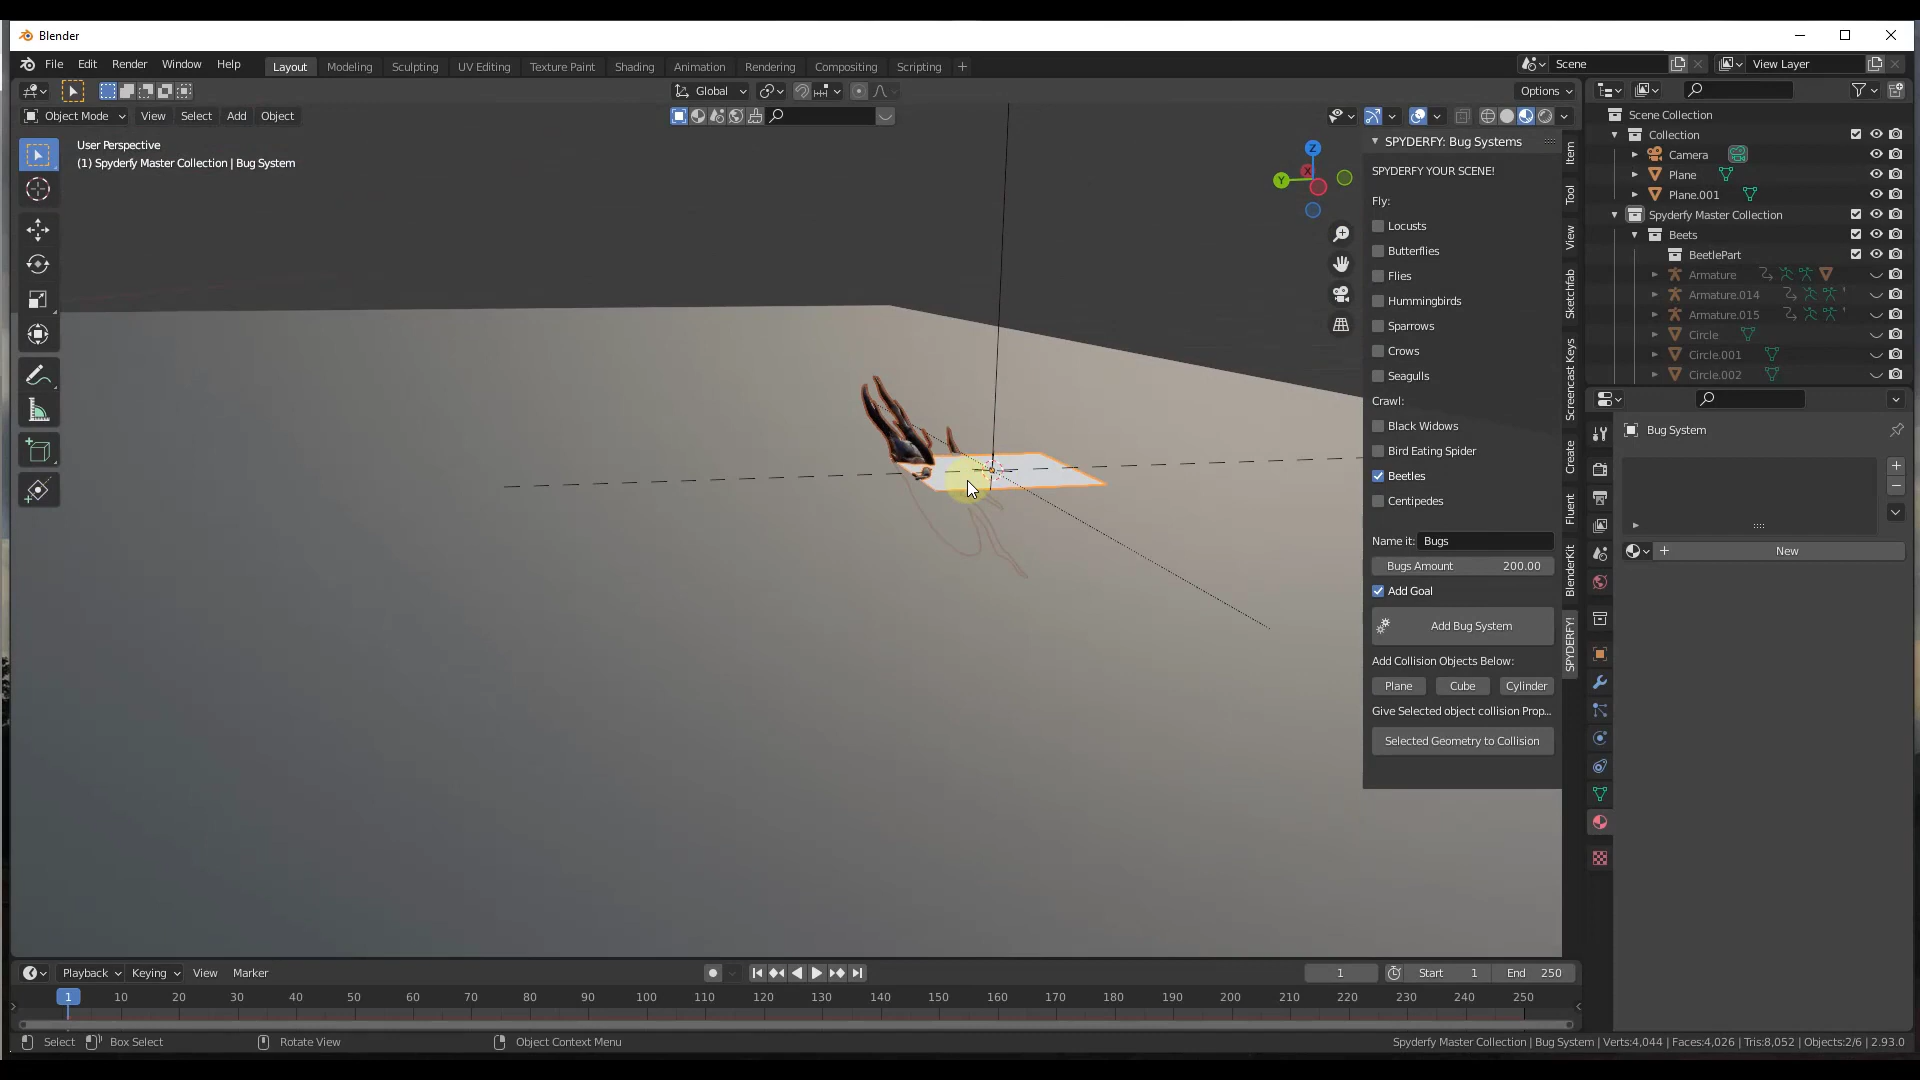 Blender
File Edit Render Window Help
Layout Modeling Sculpting UV Editing Texture Paint Shading Animation Rendering Compositing Scripting +
Scene
View Layer
Global
Options
Object Mode View Select Add Object
User Perspective
(1) Spyderfy Master Collection | Bug System
Z
Y
X
SPYDERFY: Bug Systems
SPYDERFY YOUR SCENE!
Fly:
Locusts
Butterflies
Flies
Hummingbirds
Sparrows
Crows
Seagulls
Crawl:
Black Widows
Bird Eating Spider
Beetles
Centipedes
Name it: Bugs
Bugs Amount 200.00
Add Goal
Add Bug System
Add Collision Objects Below:
Plane Cube Cylinder
Give Selected object collision Prop...
Selected Geometry to Collision
Item
Tool
View
Sketchfab
Screencast Keys
Create
Fluent
BlenderKit
SPYDERFY!
Scene Collection
Collection
Camera
Plane
Plane.001
Spyderfy Master Collection
Beets
BeetlePart
Armature
Armature.014
Armature.015
Circle
Circle.001
Circle.002
Bug System
New
Playback Keying View Marker
1 Start 1 End 250
1 10 20 30 40 50 60 70 80 90 100 110 120 130 140 150 160 170 180 190 200 210 220 230 240 250
Select Box Select Rotate View Object Context Menu
Spyderfy Master Collection | Bug System | Verts:4,044 | Faces:4,026 | Tris:8,052 | Objects:2/6 | 2.93.0